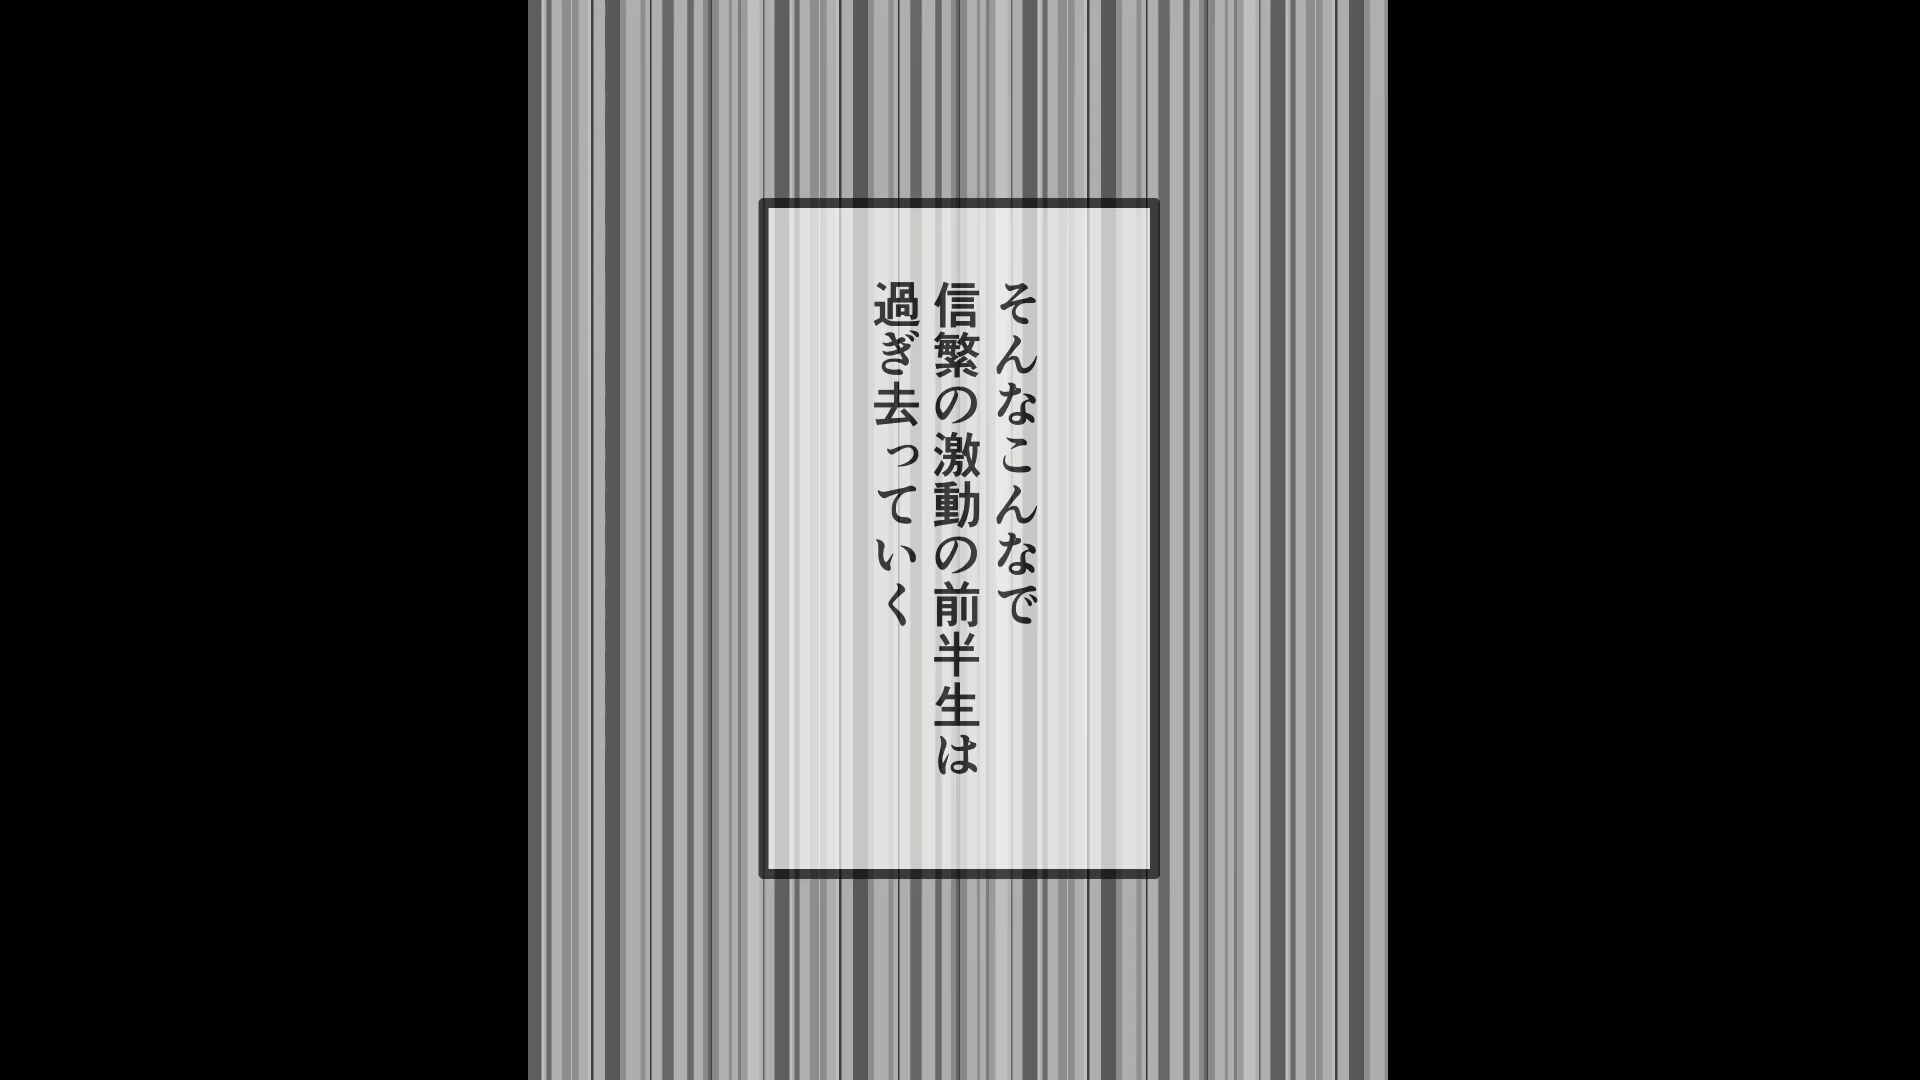 そんなこんなで
信繁の激動の前半生は
過ぎ去っていく